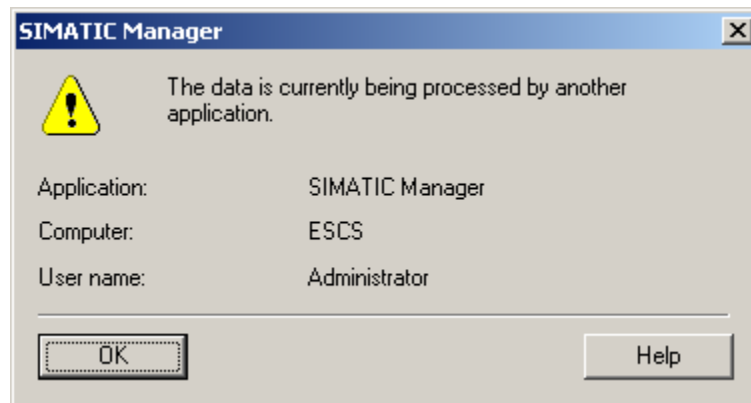 SIMATIC Manager
The data is currently being processed by another
application.
Application: SIMATIC Manager
Computer: ESCS
User name: Administrator
OK Help